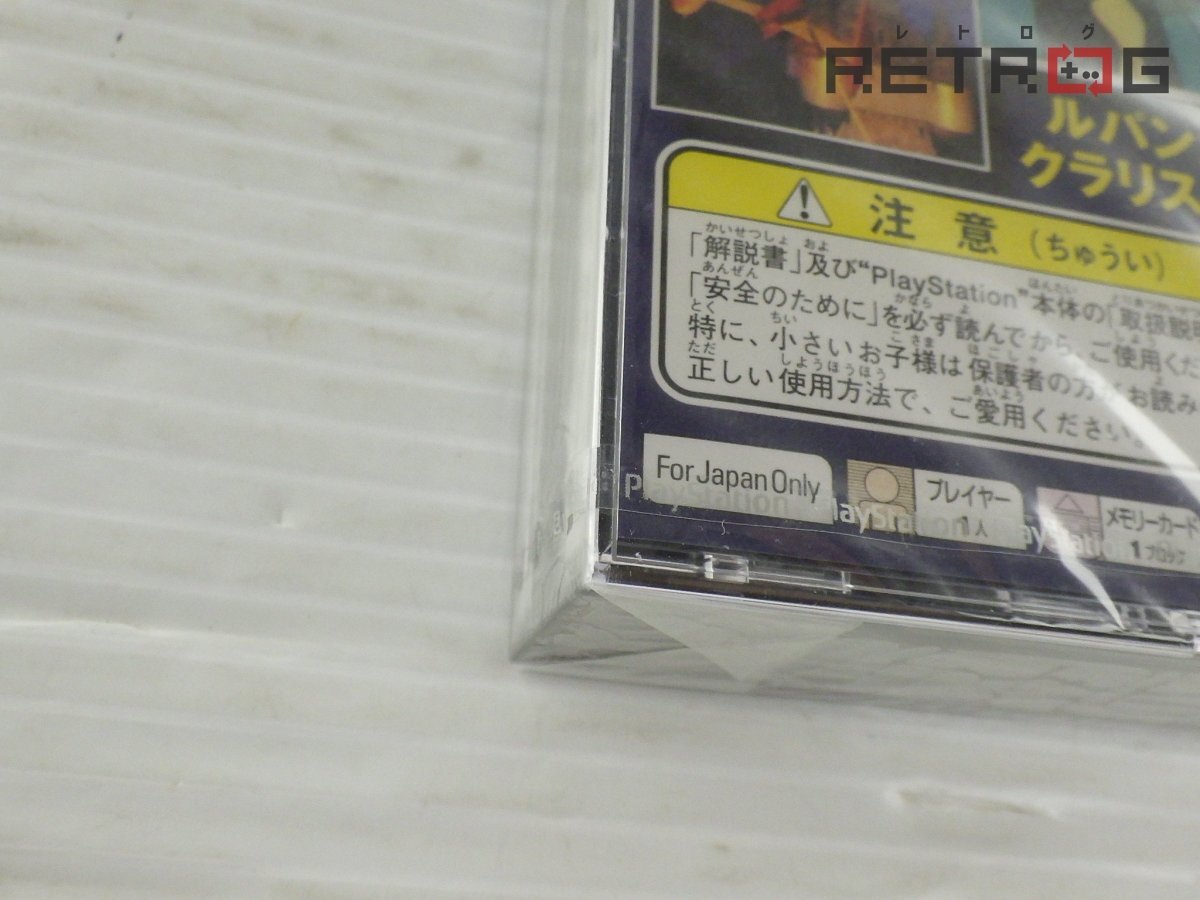 レトログ
RETROG
ルパン
クラリス
注意（ちゅうい）
「解説書」及び“PlayStation”本体の「取扱説
「安全のために」を必ず読んでから、ご使用くだ
特に、小さいお子様は保護者の方がお読み
正しい使用方法で、ご愛用ください。
For Japan Only
プレイヤー
1人
メモリーカード
1ブロック
PlayStation PlayStation PlayStation